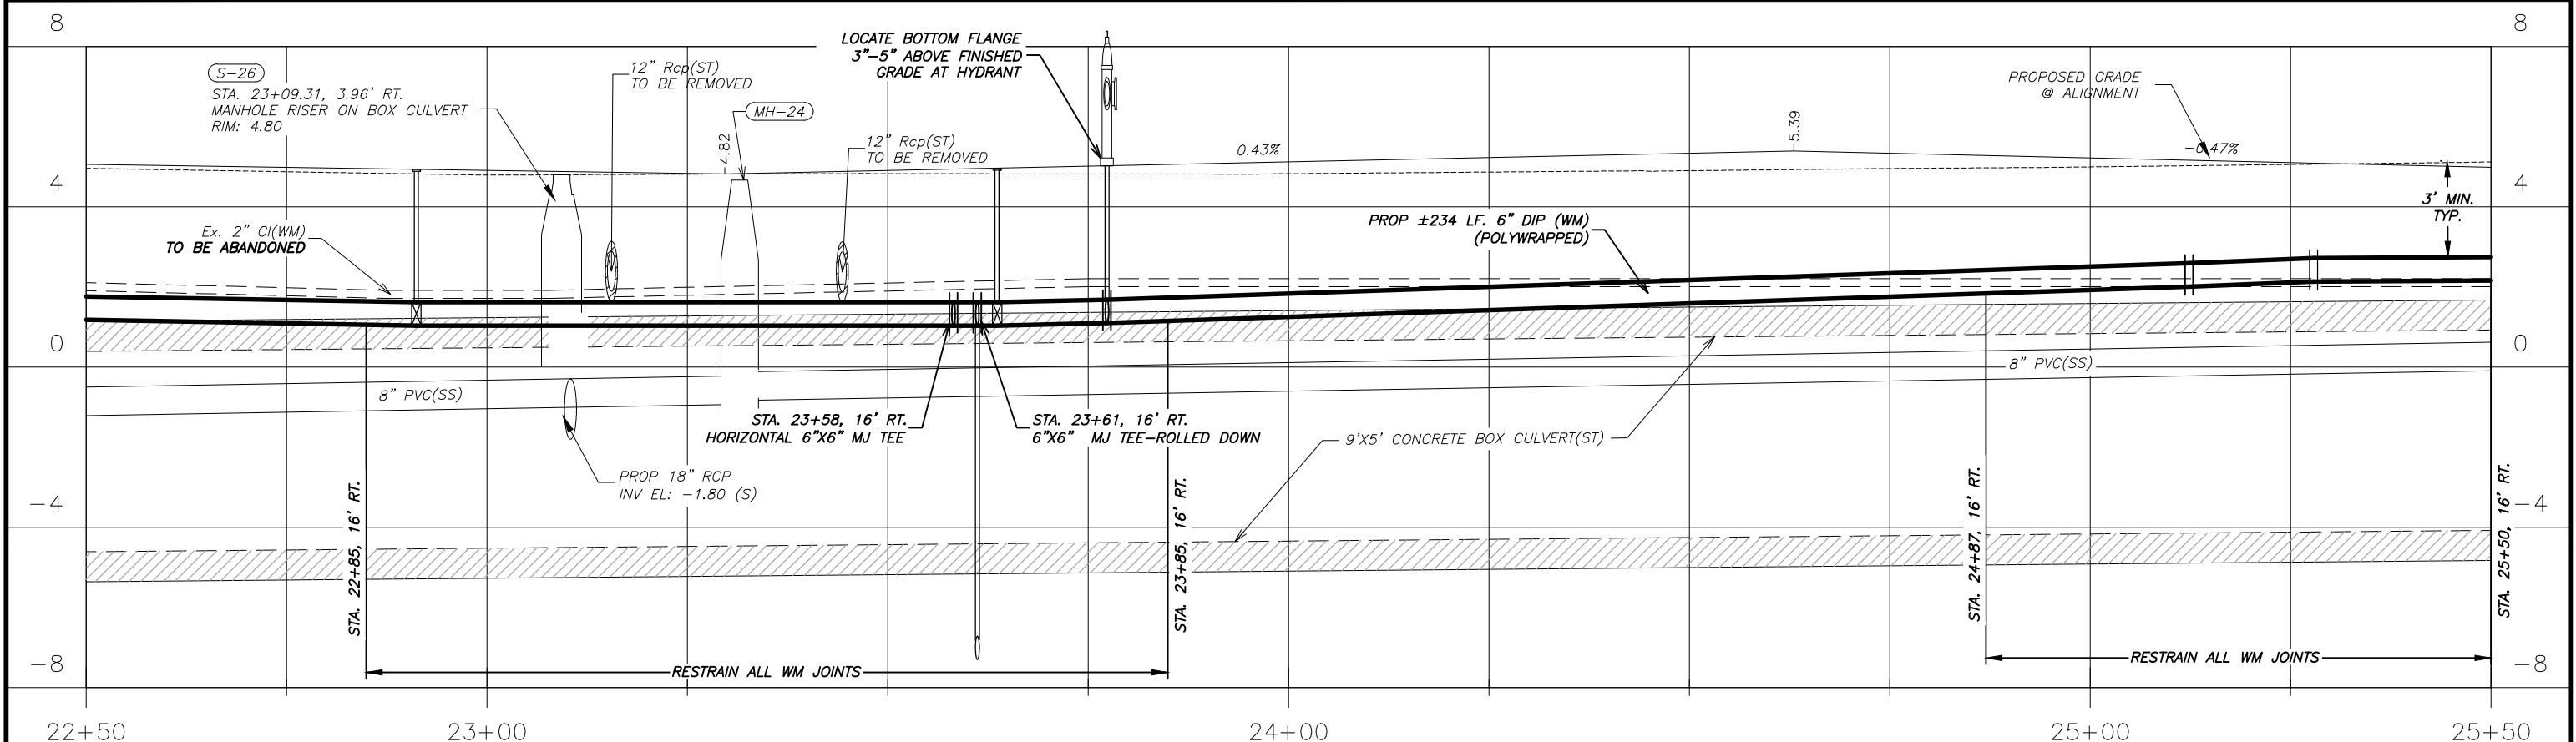 8
8
LOCATE BOTTOM FLANGE
3"-5" ABOVE FINISHED
GRADE AT HYDRANT
S-26
STA. 23+09.31, 3.96' RT.
MANHOLE RISER ON BOX CULVERT
RIM: 4.80
12" Rcp(ST)
TO BE REMOVED
MH-24
4.82
12" Rcp(ST)
TO BE REMOVED
0.43%
5.39
PROPOSED GRADE
@ ALIGNMENT
-0.47%
4
4
3' MIN.
TYP.
Ex. 2" CI(WM)
TO BE ABANDONED
PROP ±234 LF. 6" DIP (WM)
(POLYWRAPPED)
0
0
8" PVC(SS)
8" PVC(SS)
STA. 23+58, 16' RT.
HORIZONTAL 6"X6" MJ TEE
STA. 23+61, 16' RT.
6"X6" MJ TEE-ROLLED DOWN
9'X5' CONCRETE BOX CULVERT(ST)
PROP 18" RCP
INV EL: -1.80 (S)
-4
-4
STA. 22+85, 16' RT.
STA. 23+85, 16' RT.
STA. 24+87, 16' RT.
STA. 25+50, 16' RT.
-8
-8
RESTRAIN ALL WM JOINTS
RESTRAIN ALL WM JOINTS
22+50
23+00
24+00
25+00
25+50